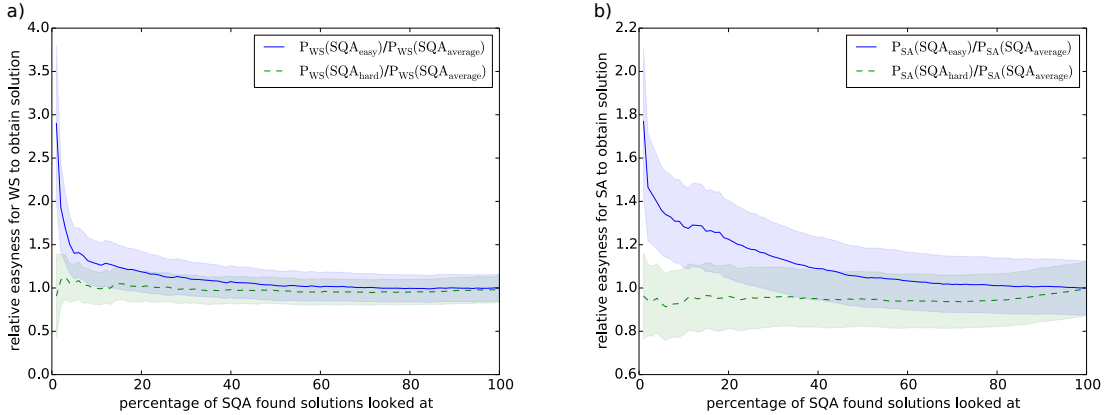 a)
4.0
3.5
3.0
2.5
2.0
1.5
1.0
0.5
0.0
relative easyness for WS to obtain solution
P_WS(SQA_easy)/P_WS(SQA_average)
P_WS(SQA_hard)/P_WS(SQA_average)
0 20 40 60 80 100
percentage of SQA found solutions looked at
b)
2.2
2.0
1.8
1.6
1.4
1.2
1.0
0.8
0.6
relative easyness for SA to obtain solution
P_SA(SQA_easy)/P_SA(SQA_average)
P_SA(SQA_hard)/P_SA(SQA_average)
0 20 40 60 80 100
percentage of SQA found solutions looked at